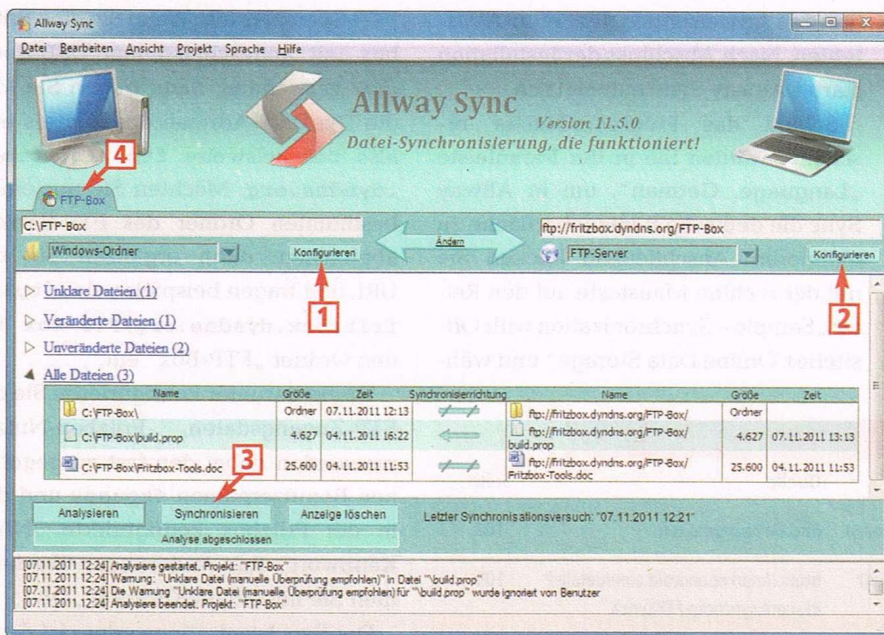 Allway Sync
Datei Bearbeiten Ansicht Projekt Sprache Hilfe
Allway Sync
Version 11.5.0
Datei-Synchronisierung, die funktioniert!
4
FTP-Box
C:\FTP-Box
ftp://fritzbox.dyndns.org/FTP-Box
Windows-Ordner
Konfigurieren
Ändern
FTP-Server
Konfigurieren
1
2
Unklare Dateien (1)
Veränderte Dateien (1)
Unveränderte Dateien (2)
Alle Dateien (3)
Name Größe Zeit Synchronisierrichtung Name Größe Zeit
C:\FTP-Box\ Ordner 07.11.2011 12:13 ftp://fritzbox.dyndns.org/FTP-Box/ Ordner
C:\FTP-Box\build.prop 4.627 04.11.2011 16:22 ftp://fritzbox.dyndns.org/FTP-Box/
build.prop 4.627 07.11.2011 13:13
C:\FTP-Box\Fritzbox-Tools.doc 25.600 04.11.2011 11:53 ftp://fritzbox.dyndns.org/FTP-Box/
Fritzbox-Tools.doc 25.600 04.11.2011 11:53
3
Analysieren Synchronisieren Anzeige löschen Letzter Synchronisationsversuch: "07.11.2011 12:21"
Analyse abgeschlossen
[07.11.2011 12:24] Analysiere gestartet, Projekt: "FTP-Box"
[07.11.2011 12:24] Warnung: "Unklare Datei (manuelle Überprüfung empfohlen)" in Datei "\build.prop"
[07.11.2011 12:24] Die Warnung "Unklare Datei (manuelle Überprüfung empfohlen) für "\build.prop" wurde ignoriert von Benutzer
[07.11.2011 12:24] Analysiere beendet, Projekt: "FTP-Box"